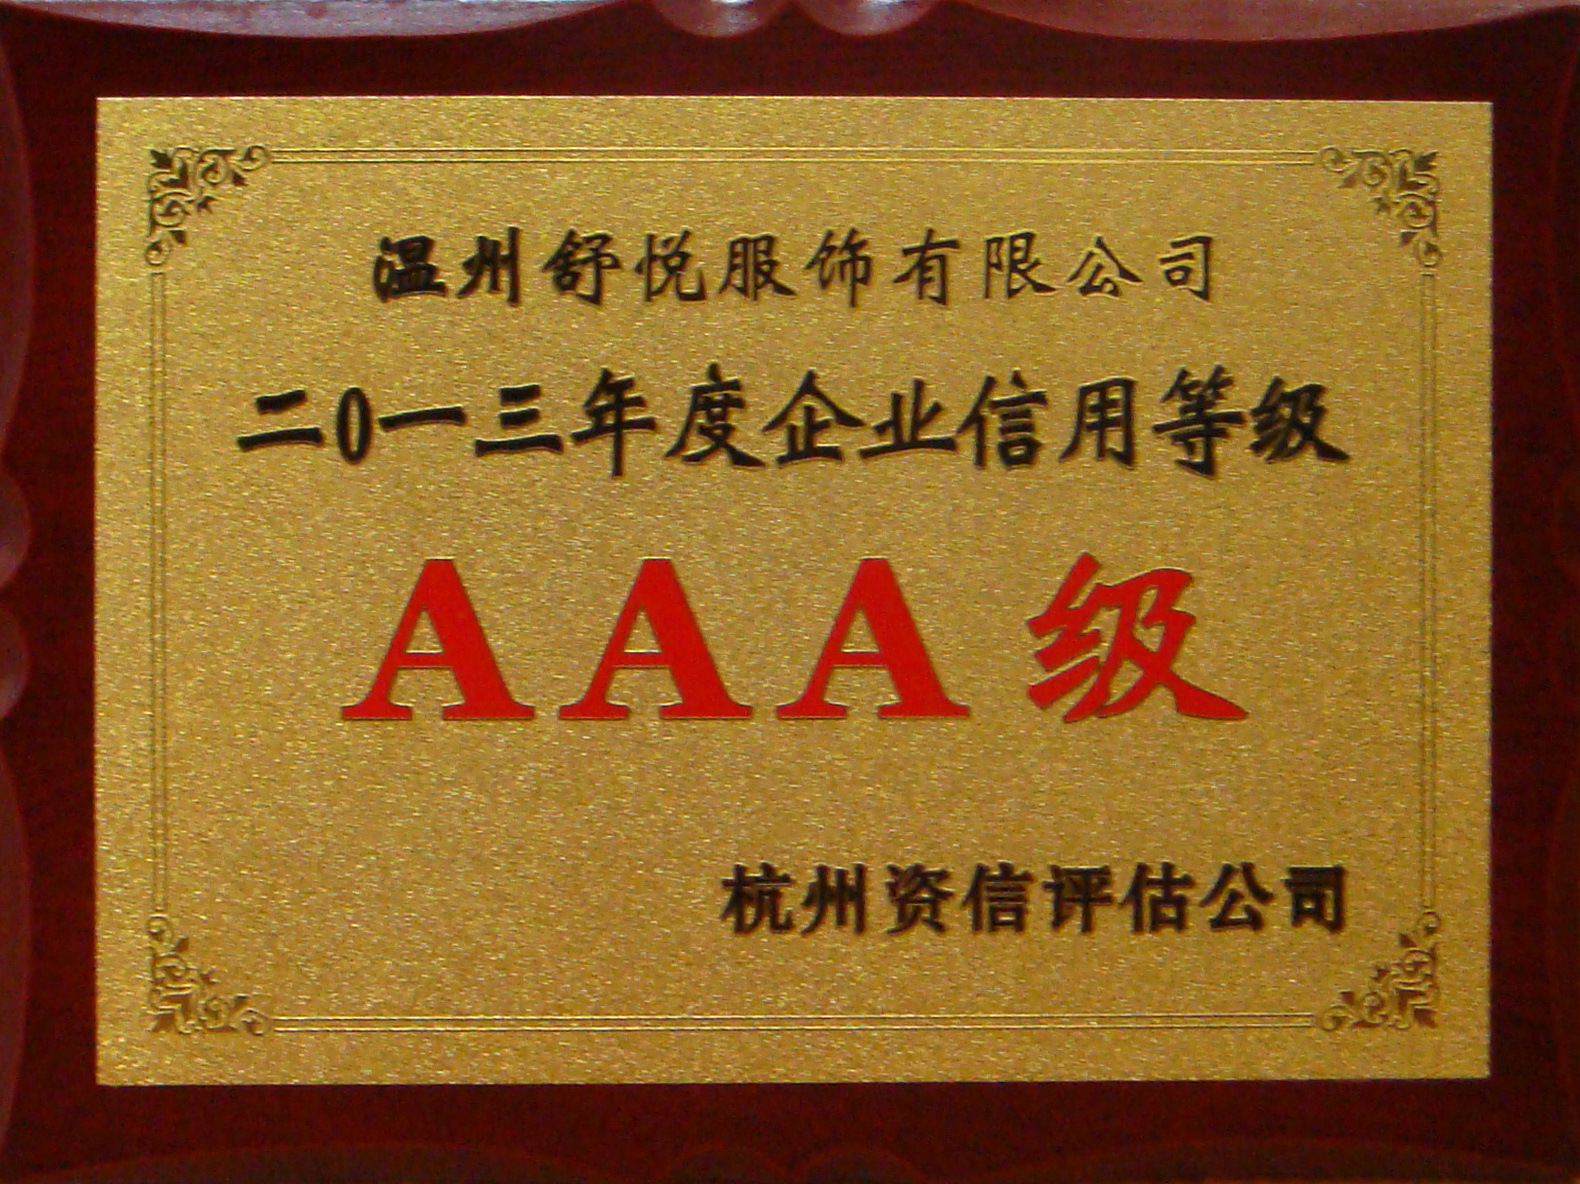 温州舒悦服饰有限公司
二0一三年度企业信用等级
AAA级
杭州资信评估公司